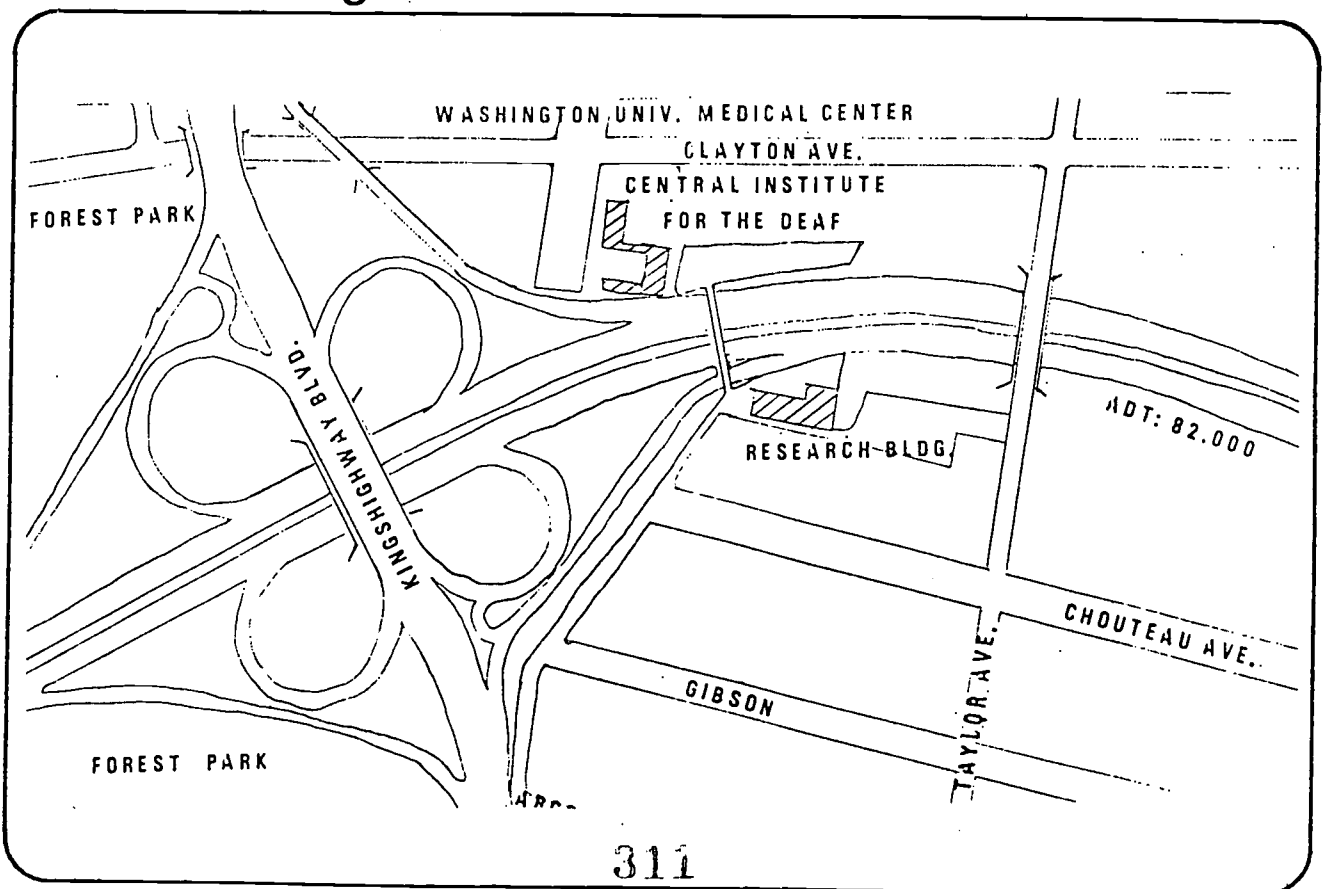 WASHINGTON UNIV. MEDICAL CENTER
CLAYTON AVE.
CENTRAL INSTITUTE
FOR THE DEAF
FOREST PARK
KINGSHIGHWAY BLVD.
ADT: 82.000
RESEARCH BLDG.
CHOUTEAU AVE.
TAYLOR AVE.
GIBSON
FOREST PARK
311